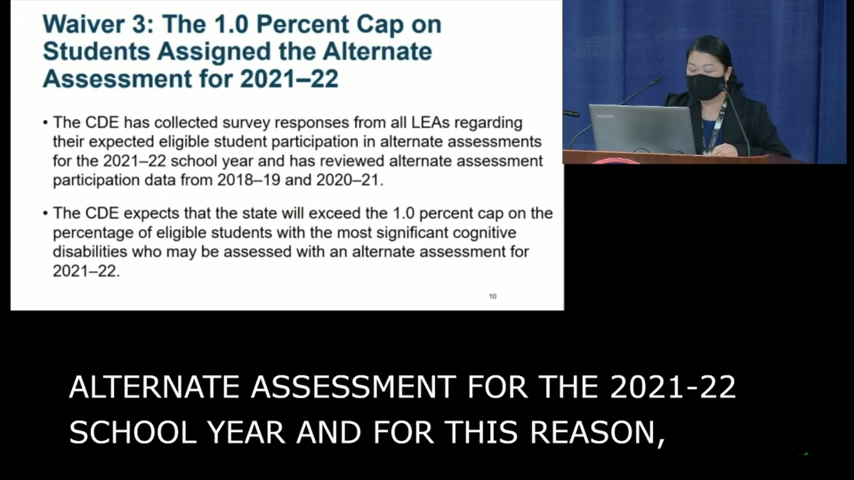 Waiver 3: The 1.0 Percent Cap on
Students Assigned the Alternate
Assessment for 2021–22
• The CDE has collected survey responses from all LEAs regarding
their expected eligible student participation in alternate assessments
for the 2021–22 school year and has reviewed alternate assessment
participation data from 2018–19 and 2020–21.
• The CDE expects that the state will exceed the 1.0 percent cap on the
percentage of eligible students with the most significant cognitive
disabilities who may be assessed with an alternate assessment for
2021–22.
10
ALTERNATE ASSESSMENT FOR THE 2021-22
SCHOOL YEAR AND FOR THIS REASON,